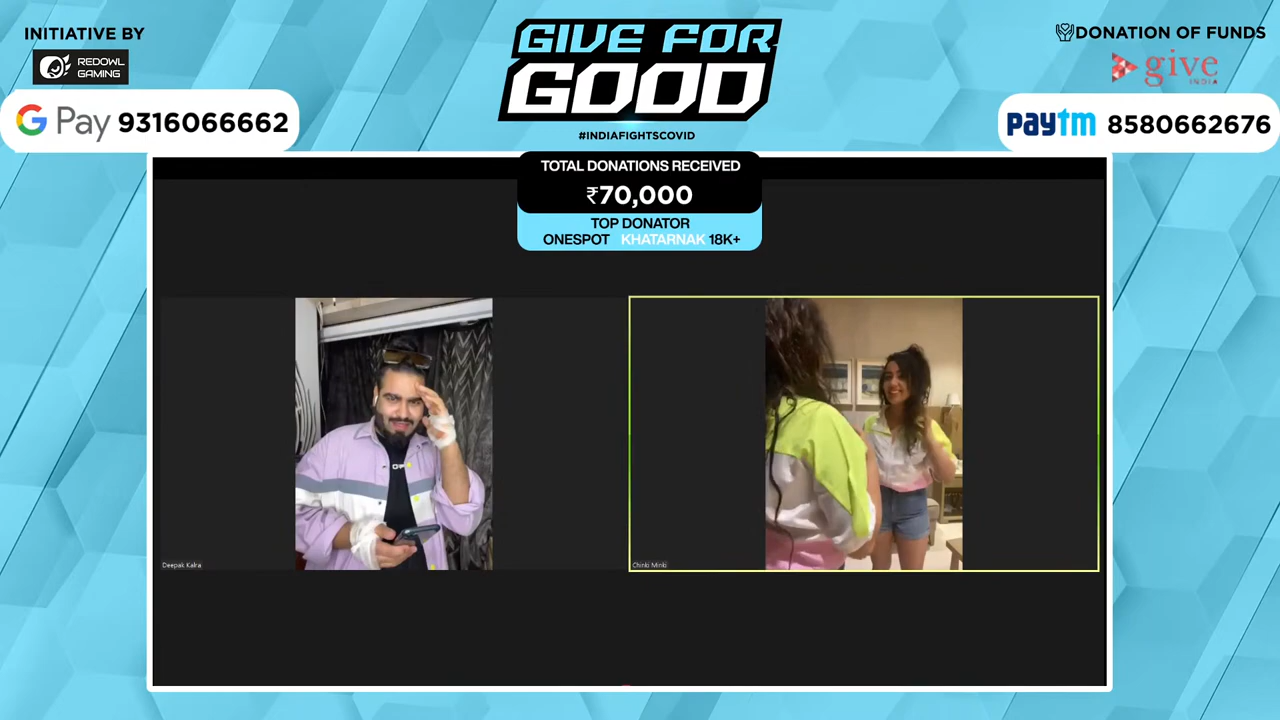 INITIATIVE BY
REDOWL
GAMING
G Pay 9316066662
GIVE FOR
GOOD
#INDIAFIGHTSCOVID
DONATION OF FUNDS
give
INDIA
paytm 8580662676
TOTAL DONATIONS RECEIVED
₹70,000
TOP DONATOR
ONESPOT KHATARNAK 18K+
Deepak Kalra
Chinki Minki